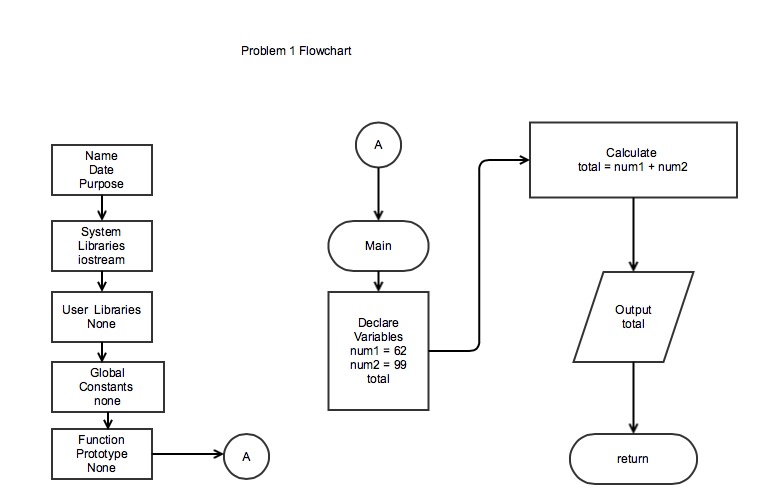 Problem 1 Flowchart
Name
Date
Purpose
System
Libraries
iostream
User Libraries
None
Global
Constants
none
Function
Prototype
None
A
A
Main
Declare
Variables
num1 = 62
num2 = 99
total
Calculate
total = num1 + num2
Output
total
return